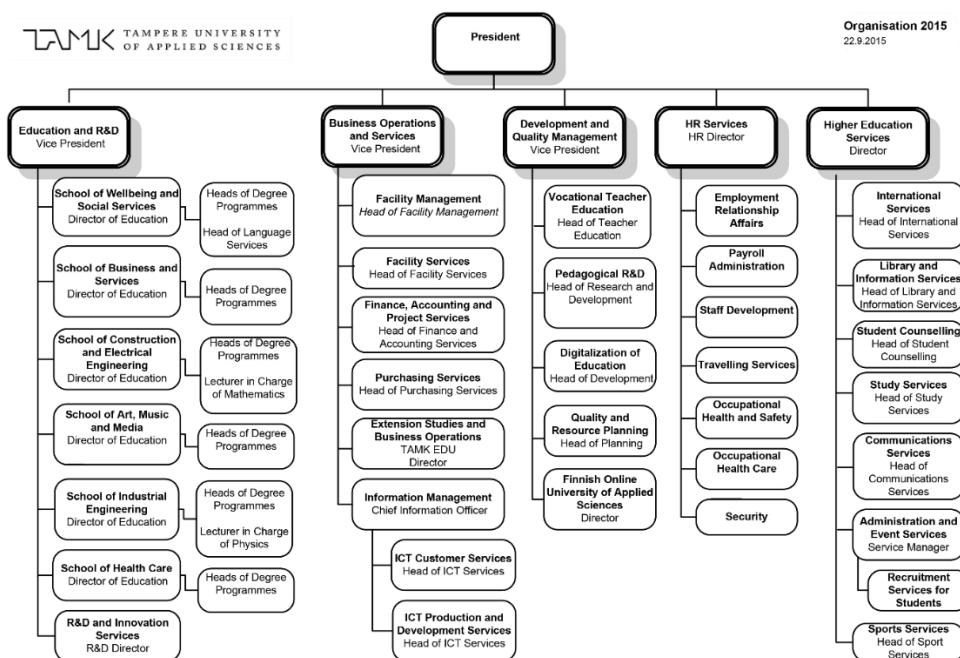 TAMK
TAMPERE UNIVERSITY
OF APPLIED SCIENCES
President
Organisation 2015
22.9.2015
Education and R&D
Vice President
School of Wellbeing and
Social Services
Director of Education
Heads of Degree
Programmes
Head of Language
Services
School of Business and
Services
Director of Education
Heads of Degree
Programmes
School of Construction
and Electrical
Engineering
Director of Education
Heads of Degree
Programmes
Lecturer in Charge
of Mathematics
School of Art, Music
and Media
Director of Education
Heads of Degree
Programmes
School of Industrial
Engineering
Director of Education
Heads of Degree
Programmes
Lecturer in Charge
of Physics
School of Health Care
Director of Education
Heads of Degree
Programmes
R&D and Innovation
Services
R&D Director
Business Operations
and Services
Vice President
Facility Management
Head of Facility Management
Facility Services
Head of Facility Services
Finance, Accounting and
Project Services
Head of Finance and
Accounting Services
Purchasing Services
Head of Purchasing Services
Extension Studies and
Business Operations
TAMK EDU
Director
Information Management
Chief Information Officer
ICT Customer Services
Head of ICT Services
ICT Production and
Development Services
Head of ICT Services
Development and
Quality Management
Vice President
Vocational Teacher
Education
Head of Teacher
Education
Pedagogical R&D
Head of Research and
Development
Digitalization of
Education
Head of Development
Quality and
Resource Planning
Head of Planning
Finnish Online
University of Applied
Sciences
Director
HR Services
HR Director
Employment
Relationship
Affairs
Payroll
Administration
Staff Development
Travelling Services
Occupational
Health and Safety
Occupational
Health Care
Security
Higher Education
Services
Director
International
Services
Head of International
Services
Library and
Information Services
Head of Library and
Information Services
Student Counselling
Head of Student
Counselling
Study Services
Head of Study
Services
Communications
Services
Head of
Communications
Services
Administration and
Event Services
Service Manager
Recruitment
Services for
Students
Sports Services
Head of Sport
Services